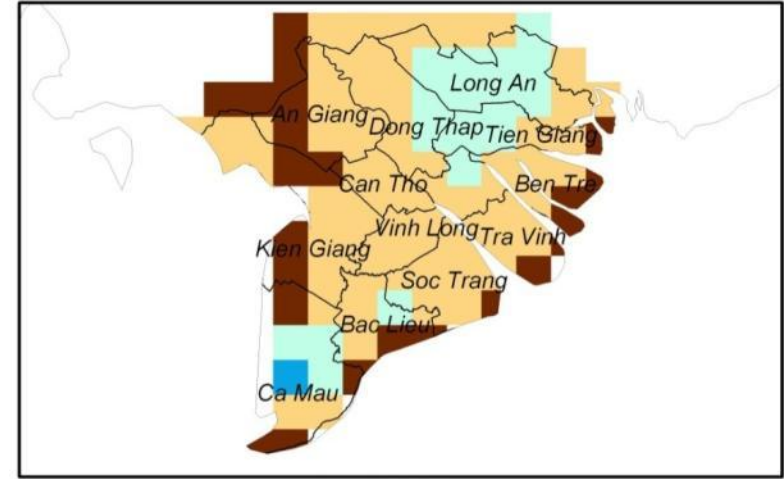 Long An
An Giang
Dong Thap
Tien Giang
Can Tho
Ben Tre
Vinh Long
Tra Vinh
Kien Giang
Soc Trang
Bac Lieu
Ca Mau